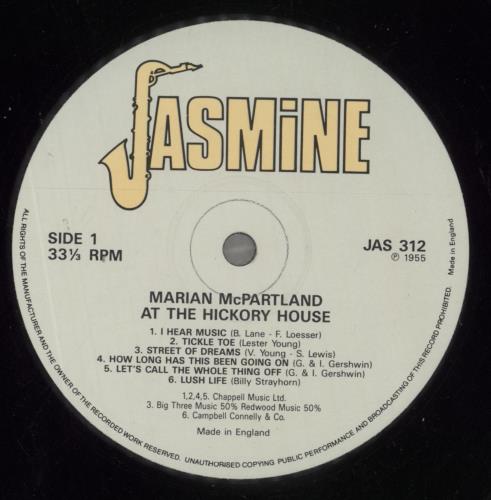 JASMiNE
SIDE 1
33⅓ RPM
JAS 312
℗ 1955
MARIAN McPARTLAND
AT THE HICKORY HOUSE
1. I HEAR MUSIC (B. Lane - F. Loesser)
2. TICKLE TOE (Lester Young)
3. STREET OF DREAMS (V. Young - S. Lewis)
4. HOW LONG HAS THIS BEEN GOING ON (G. & I. Gershwin)
5. LET'S CALL THE WHOLE THING OFF (G. & I. Gershwin)
6. LUSH LIFE (Billy Strayhorn)
1,2,4,5. Chappell Music Ltd.
3. Big Three Music 50% Redwood Music 50%
6. Campbell Connelly & Co.
Made in England
ALL RIGHTS OF THE MANUFACTURER AND THE OWNER OF THE RECORDED WORK RESERVED. UNAUTHORISED COPYING PUBLIC PERFORMANCE AND BROADCASTING OF THIS RECORD PROHIBITED. Made in England